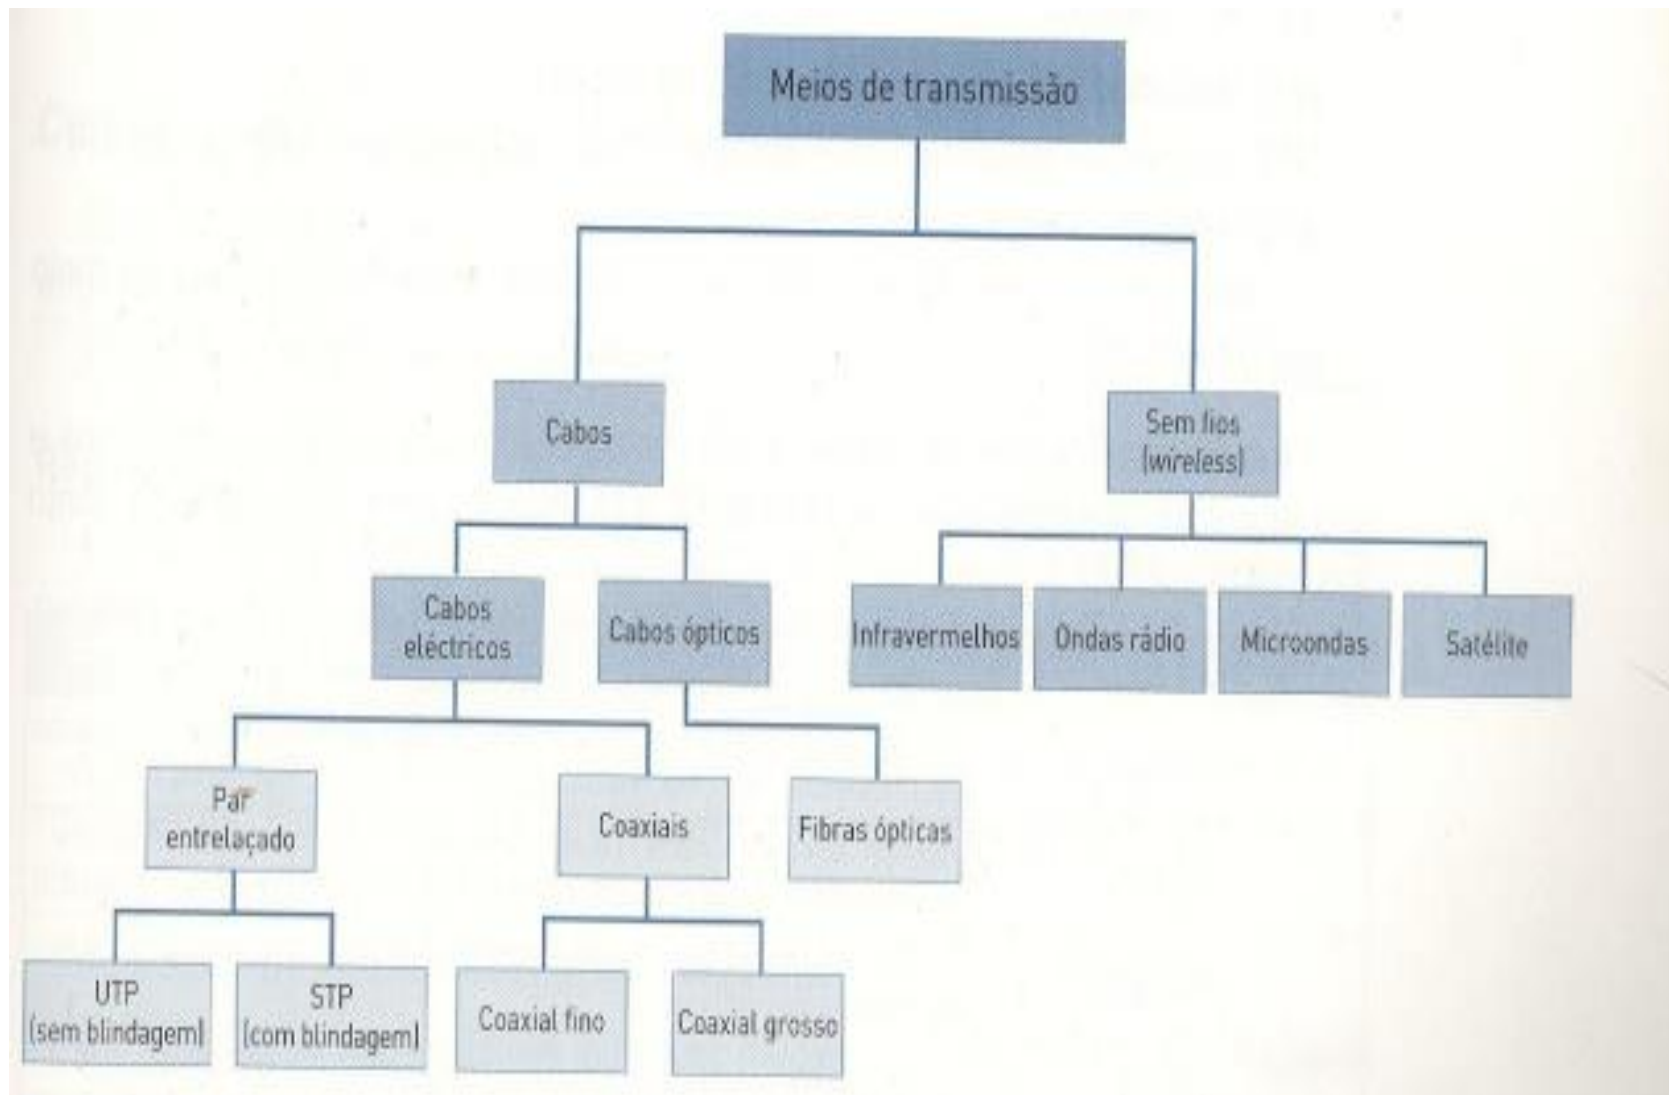 Meios de transmissão
Cabos
Sem fios
(wireless)
Cabos
eléctricos
Cabos ópticos
Infravermelhos
Ondas rádio
Microondas
Satélite
Par
entrelaçado
Coaxiais
Fibras ópticas
UTP
(sem blindagem)
STP
(com blindagem)
Coaxial fino
Coaxial grosso